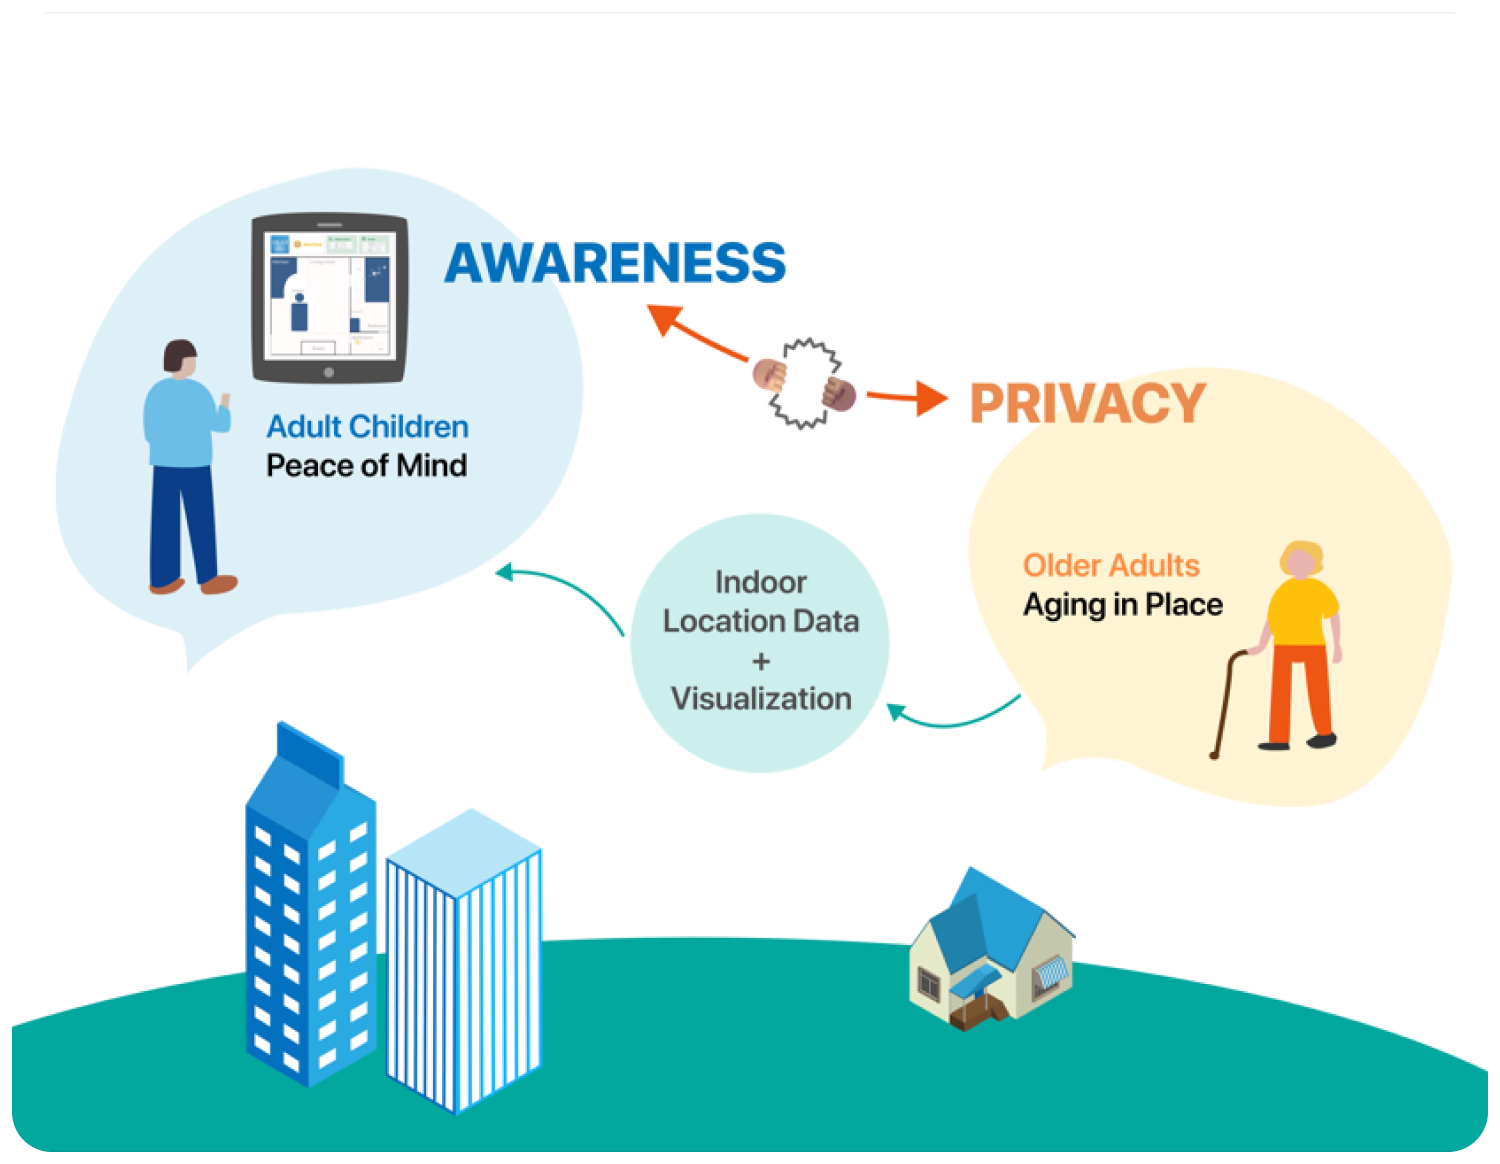 AWARENESS
Adult Children
Peace of Mind
PRIVACY
Older Adults
Aging in Place
Indoor
Location Data
+
Visualization